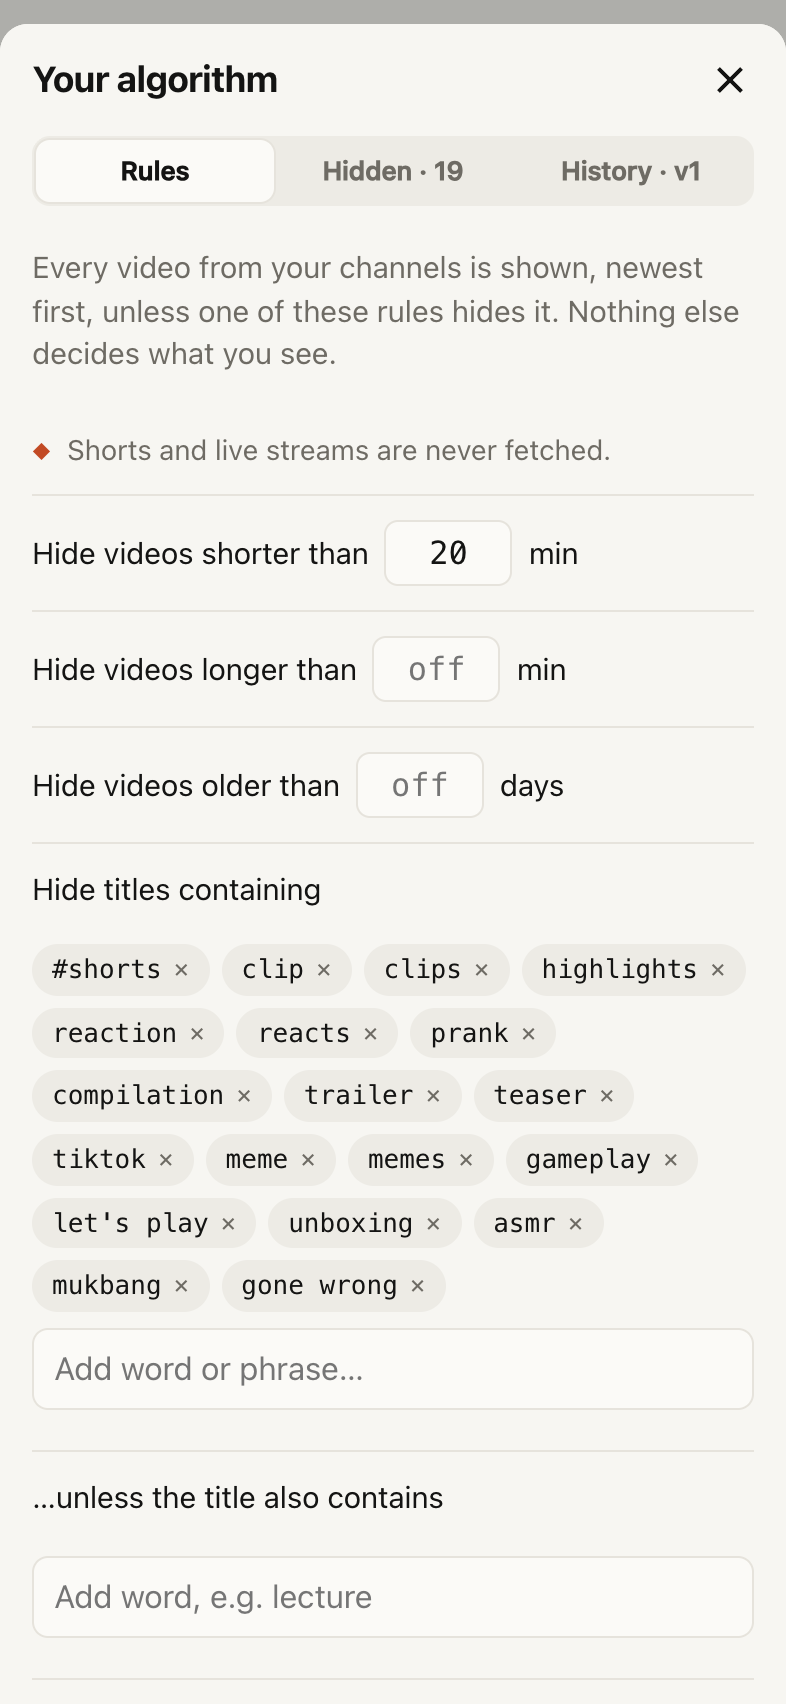 Your algorithm ×
Rules Hidden · 19 History · v1
Every video from your channels is shown, newest
first, unless one of these rules hides it. Nothing else
decides what you see.
◆ Shorts and live streams are never fetched.
Hide videos shorter than 20 min
Hide videos longer than off min
Hide videos older than off days
Hide titles containing
#shorts × clip × clips × highlights ×
reaction × reacts × prank ×
compilation × trailer × teaser ×
tiktok × meme × memes × gameplay ×
let's play × unboxing × asmr ×
mukbang × gone wrong ×
Add word or phrase...
...unless the title also contains
Add word, e.g. lecture